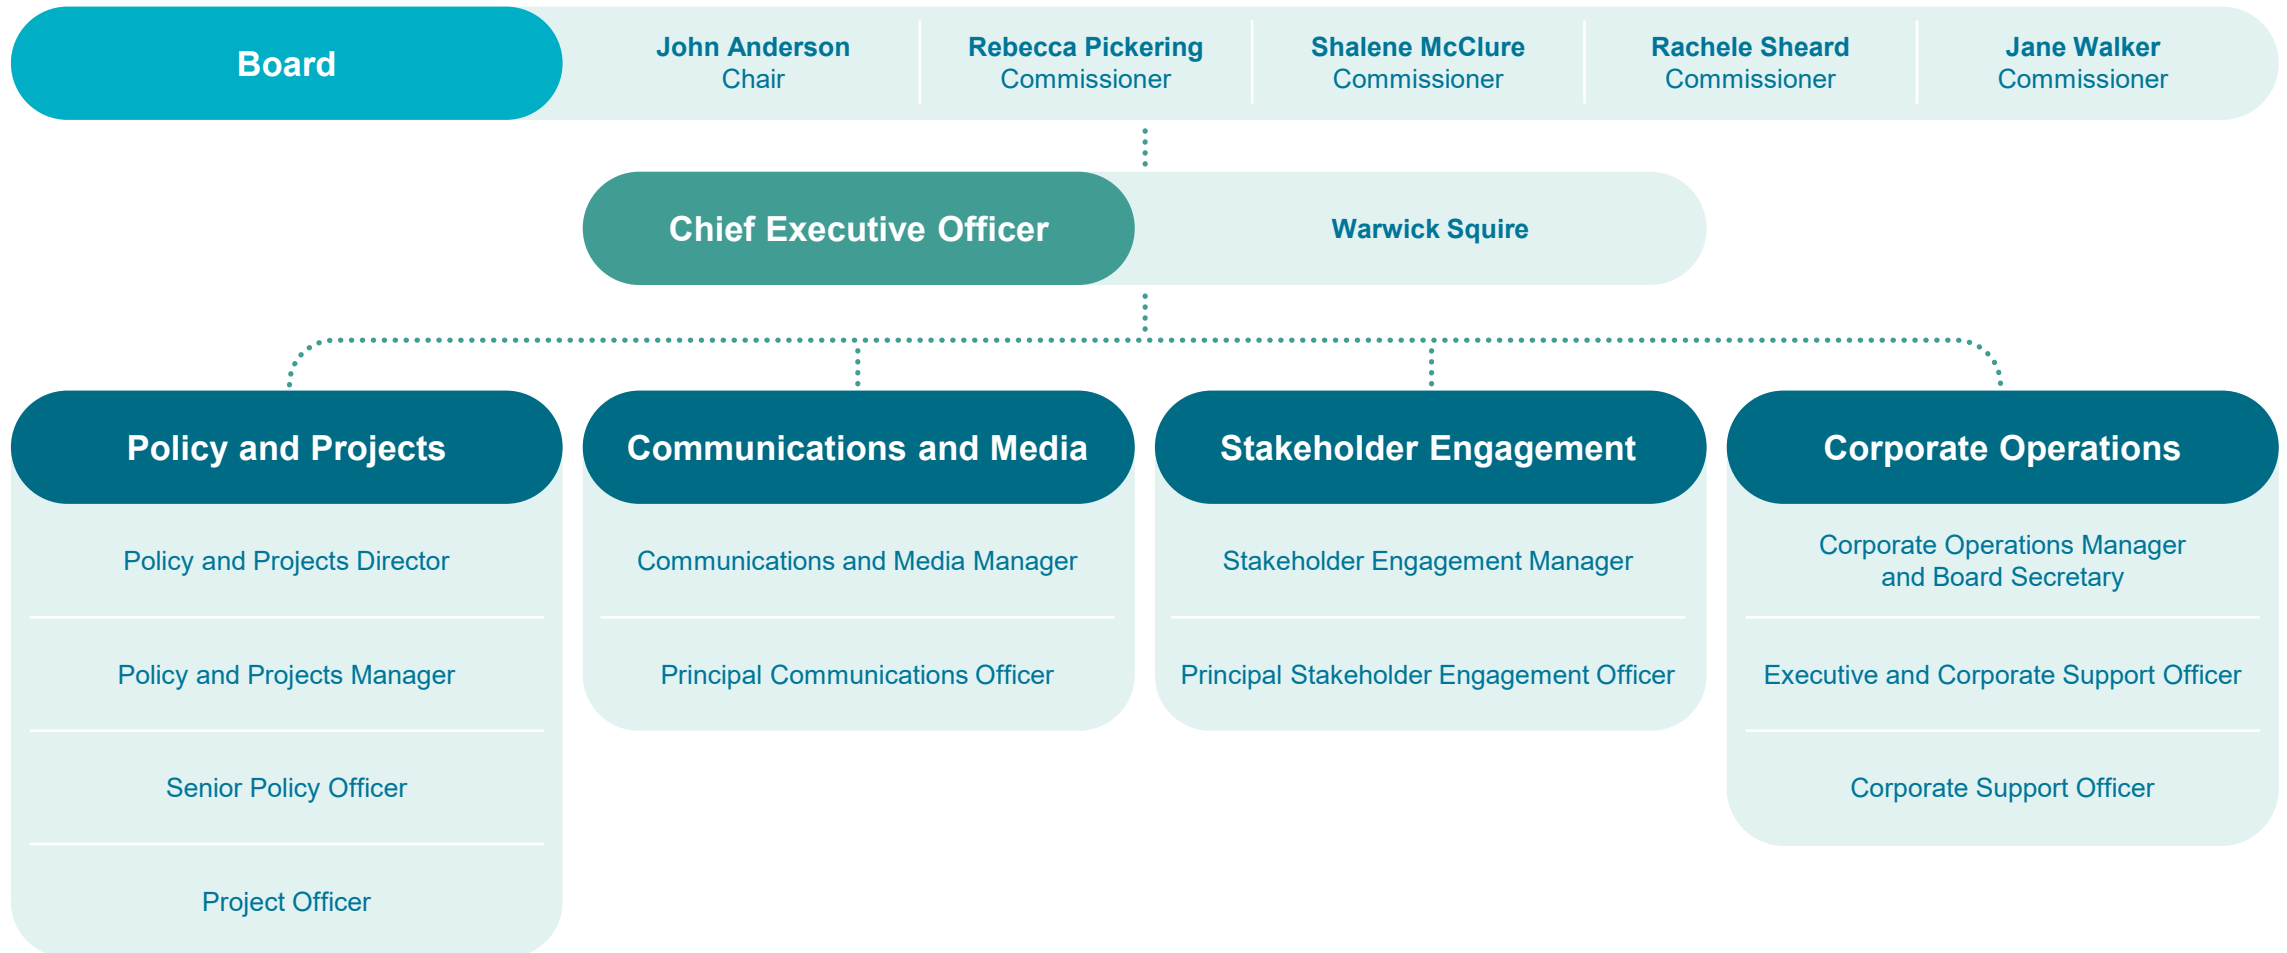 Board
John Anderson
Chair
Rebecca Pickering
Commissioner
Shalene McClure
Commissioner
Rachele Sheard
Commissioner
Jane Walker
Commissioner
Chief Executive Officer
Warwick Squire
Policy and Projects
Policy and Projects Director
Policy and Projects Manager
Senior Policy Officer
Project Officer
Communications and Media
Communications and Media Manager
Principal Communications Officer
Stakeholder Engagement
Stakeholder Engagement Manager
Principal Stakeholder Engagement Officer
Corporate Operations
Corporate Operations Manager
and Board Secretary
Executive and Corporate Support Officer
Corporate Support Officer